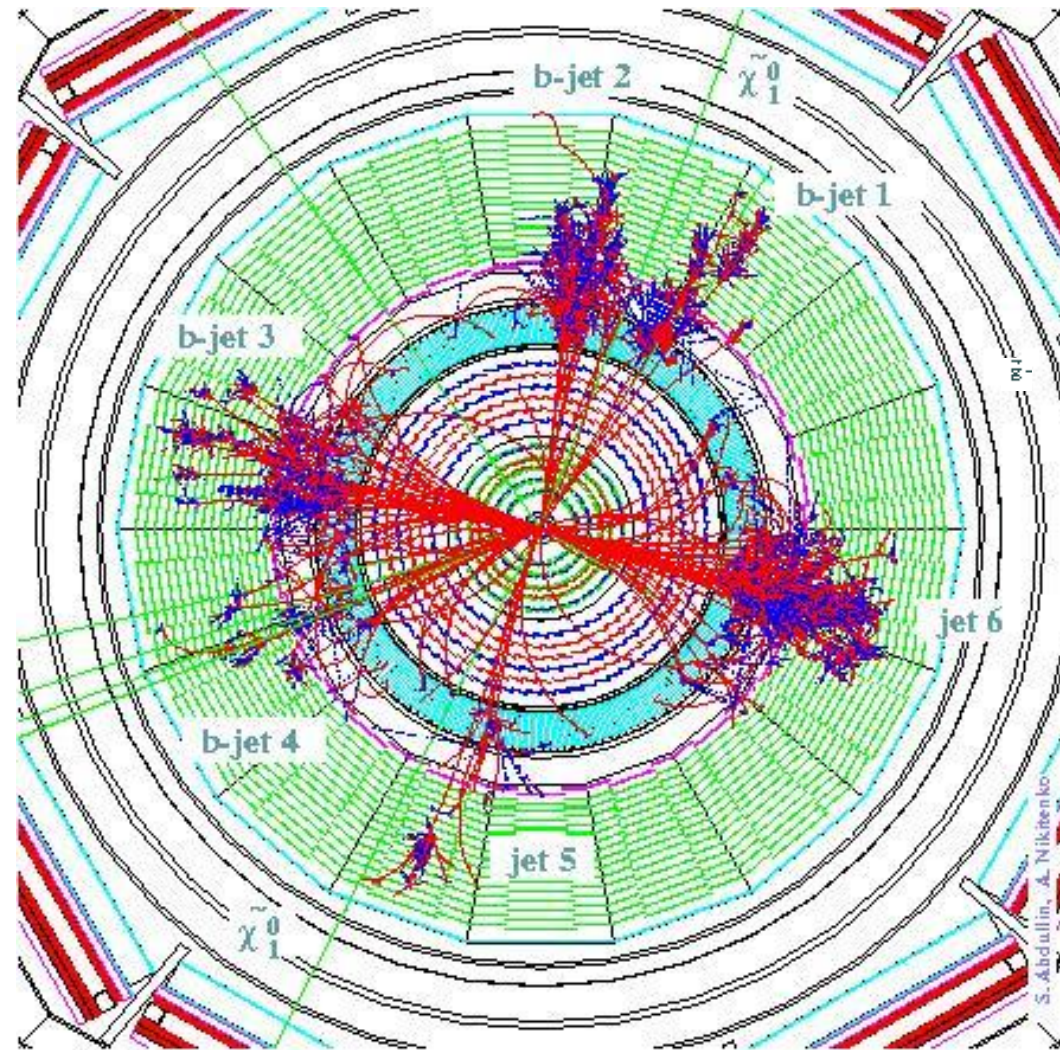 b-jet 2
χ̃⁰₁
b-jet 1
b-jet 3
jet 6
b-jet 4
jet 5
χ̃⁰₁
S. Abdullin, A. Nikitenko